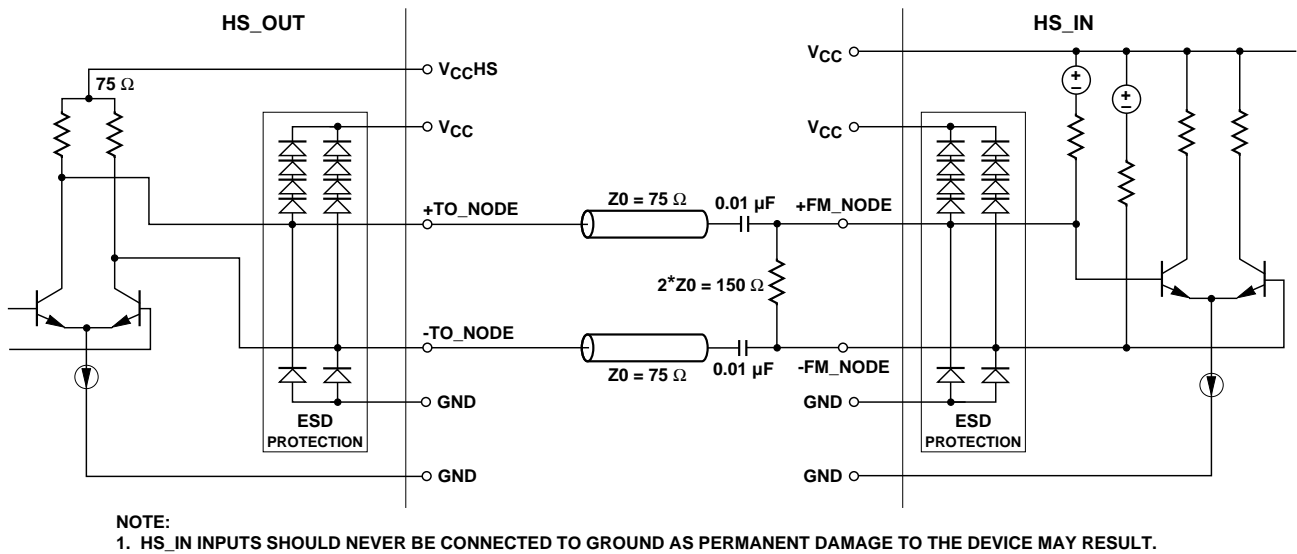 HS_OUT
HS_IN
VCCHS
VCC
75 Ω
+
–
+
–
VCC
VCC
Z0 = 75 Ω
0.01 µF
+TO_NODE
+FM_NODE
2*Z0 = 150 Ω
-TO_NODE
-FM_NODE
Z0 = 75 Ω
0.01 µF
GND
GND
ESD
PROTECTION
ESD
PROTECTION
GND
GND
NOTE:
1. HS_IN INPUTS SHOULD NEVER BE CONNECTED TO GROUND AS PERMANENT DAMAGE TO THE DEVICE MAY RESULT.